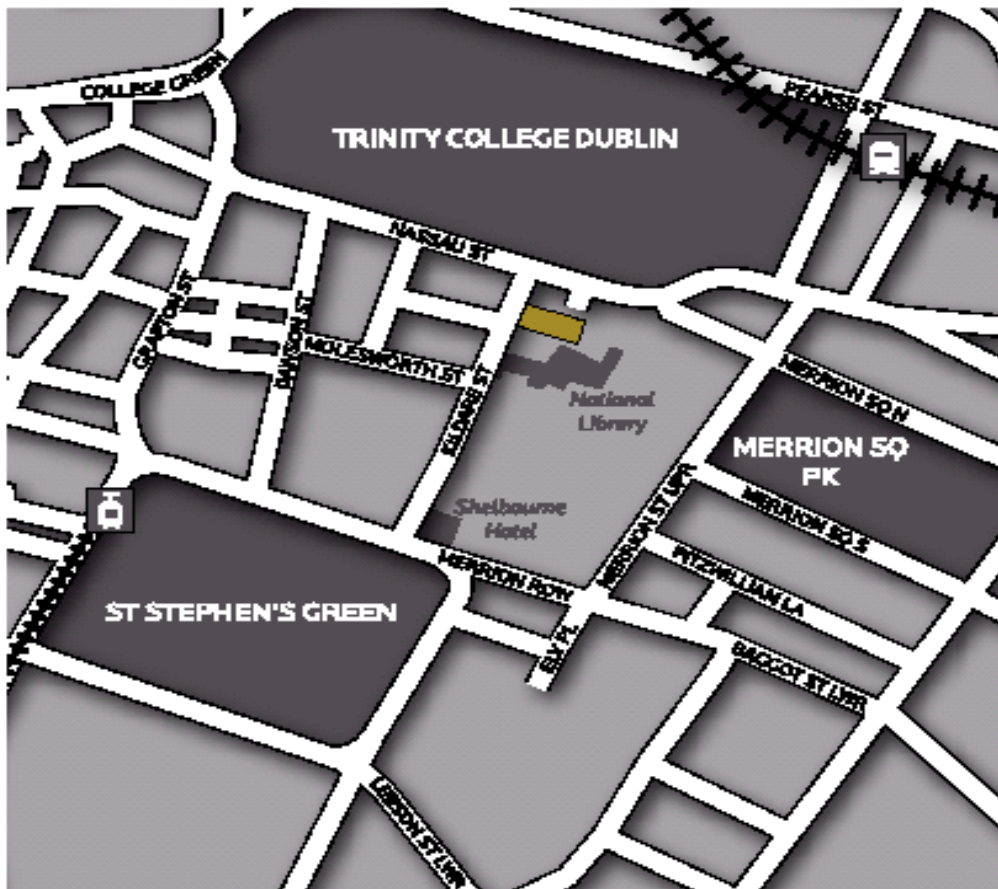 COLLEGE GREEN
PEARSE ST
TRINITY COLLEGE DUBLIN
NASSAU ST
GRAFTON ST
DAWSON ST
MOLESWORTH ST
KILDARE ST
National
Library
MERRION SQ N
MERRION SQ
PK
MERRION SQ S
MERRION ST UPR
Shelbourne
Hotel
MERRION ROW
FITZWILLIAM LA
ST STEPHEN'S GREEN
ELY PL
BAGGOT ST LWR
LEESON ST LWR